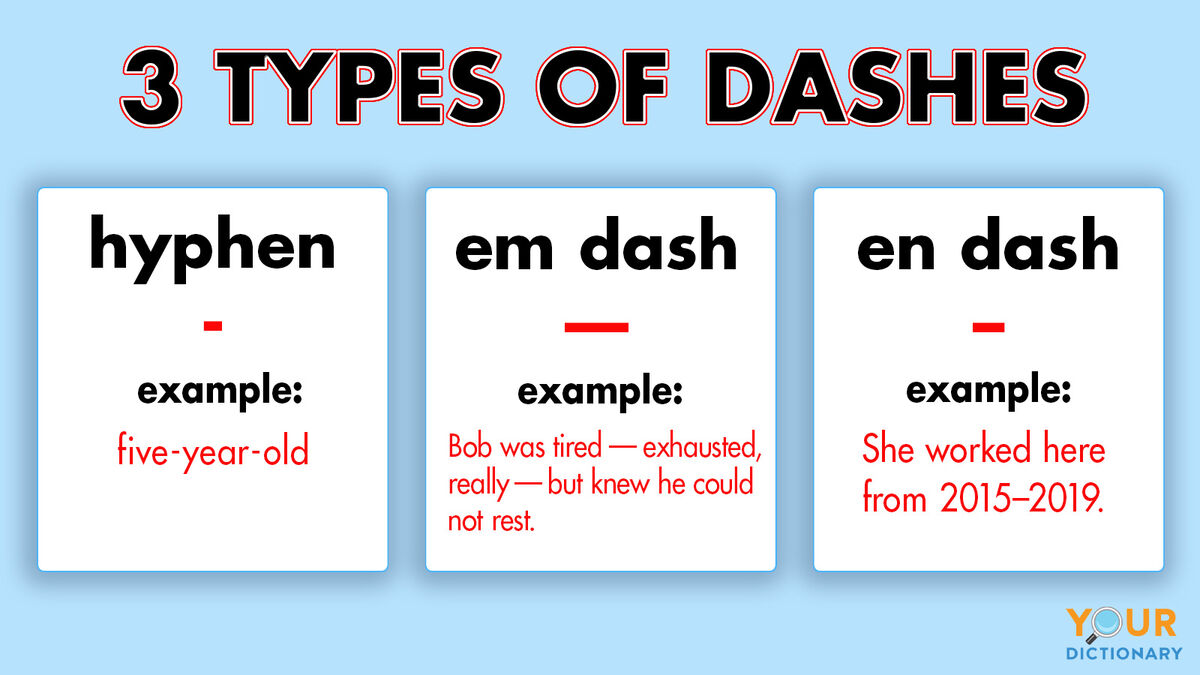 3 TYPES OF DASHES
hyphen
-
example:
five-year-old
em dash
—
example:
Bob was tired — exhausted,
really — but knew he could
not rest.
en dash
–
example:
She worked here
from 2015–2019.
YOUR
DICTIONARY